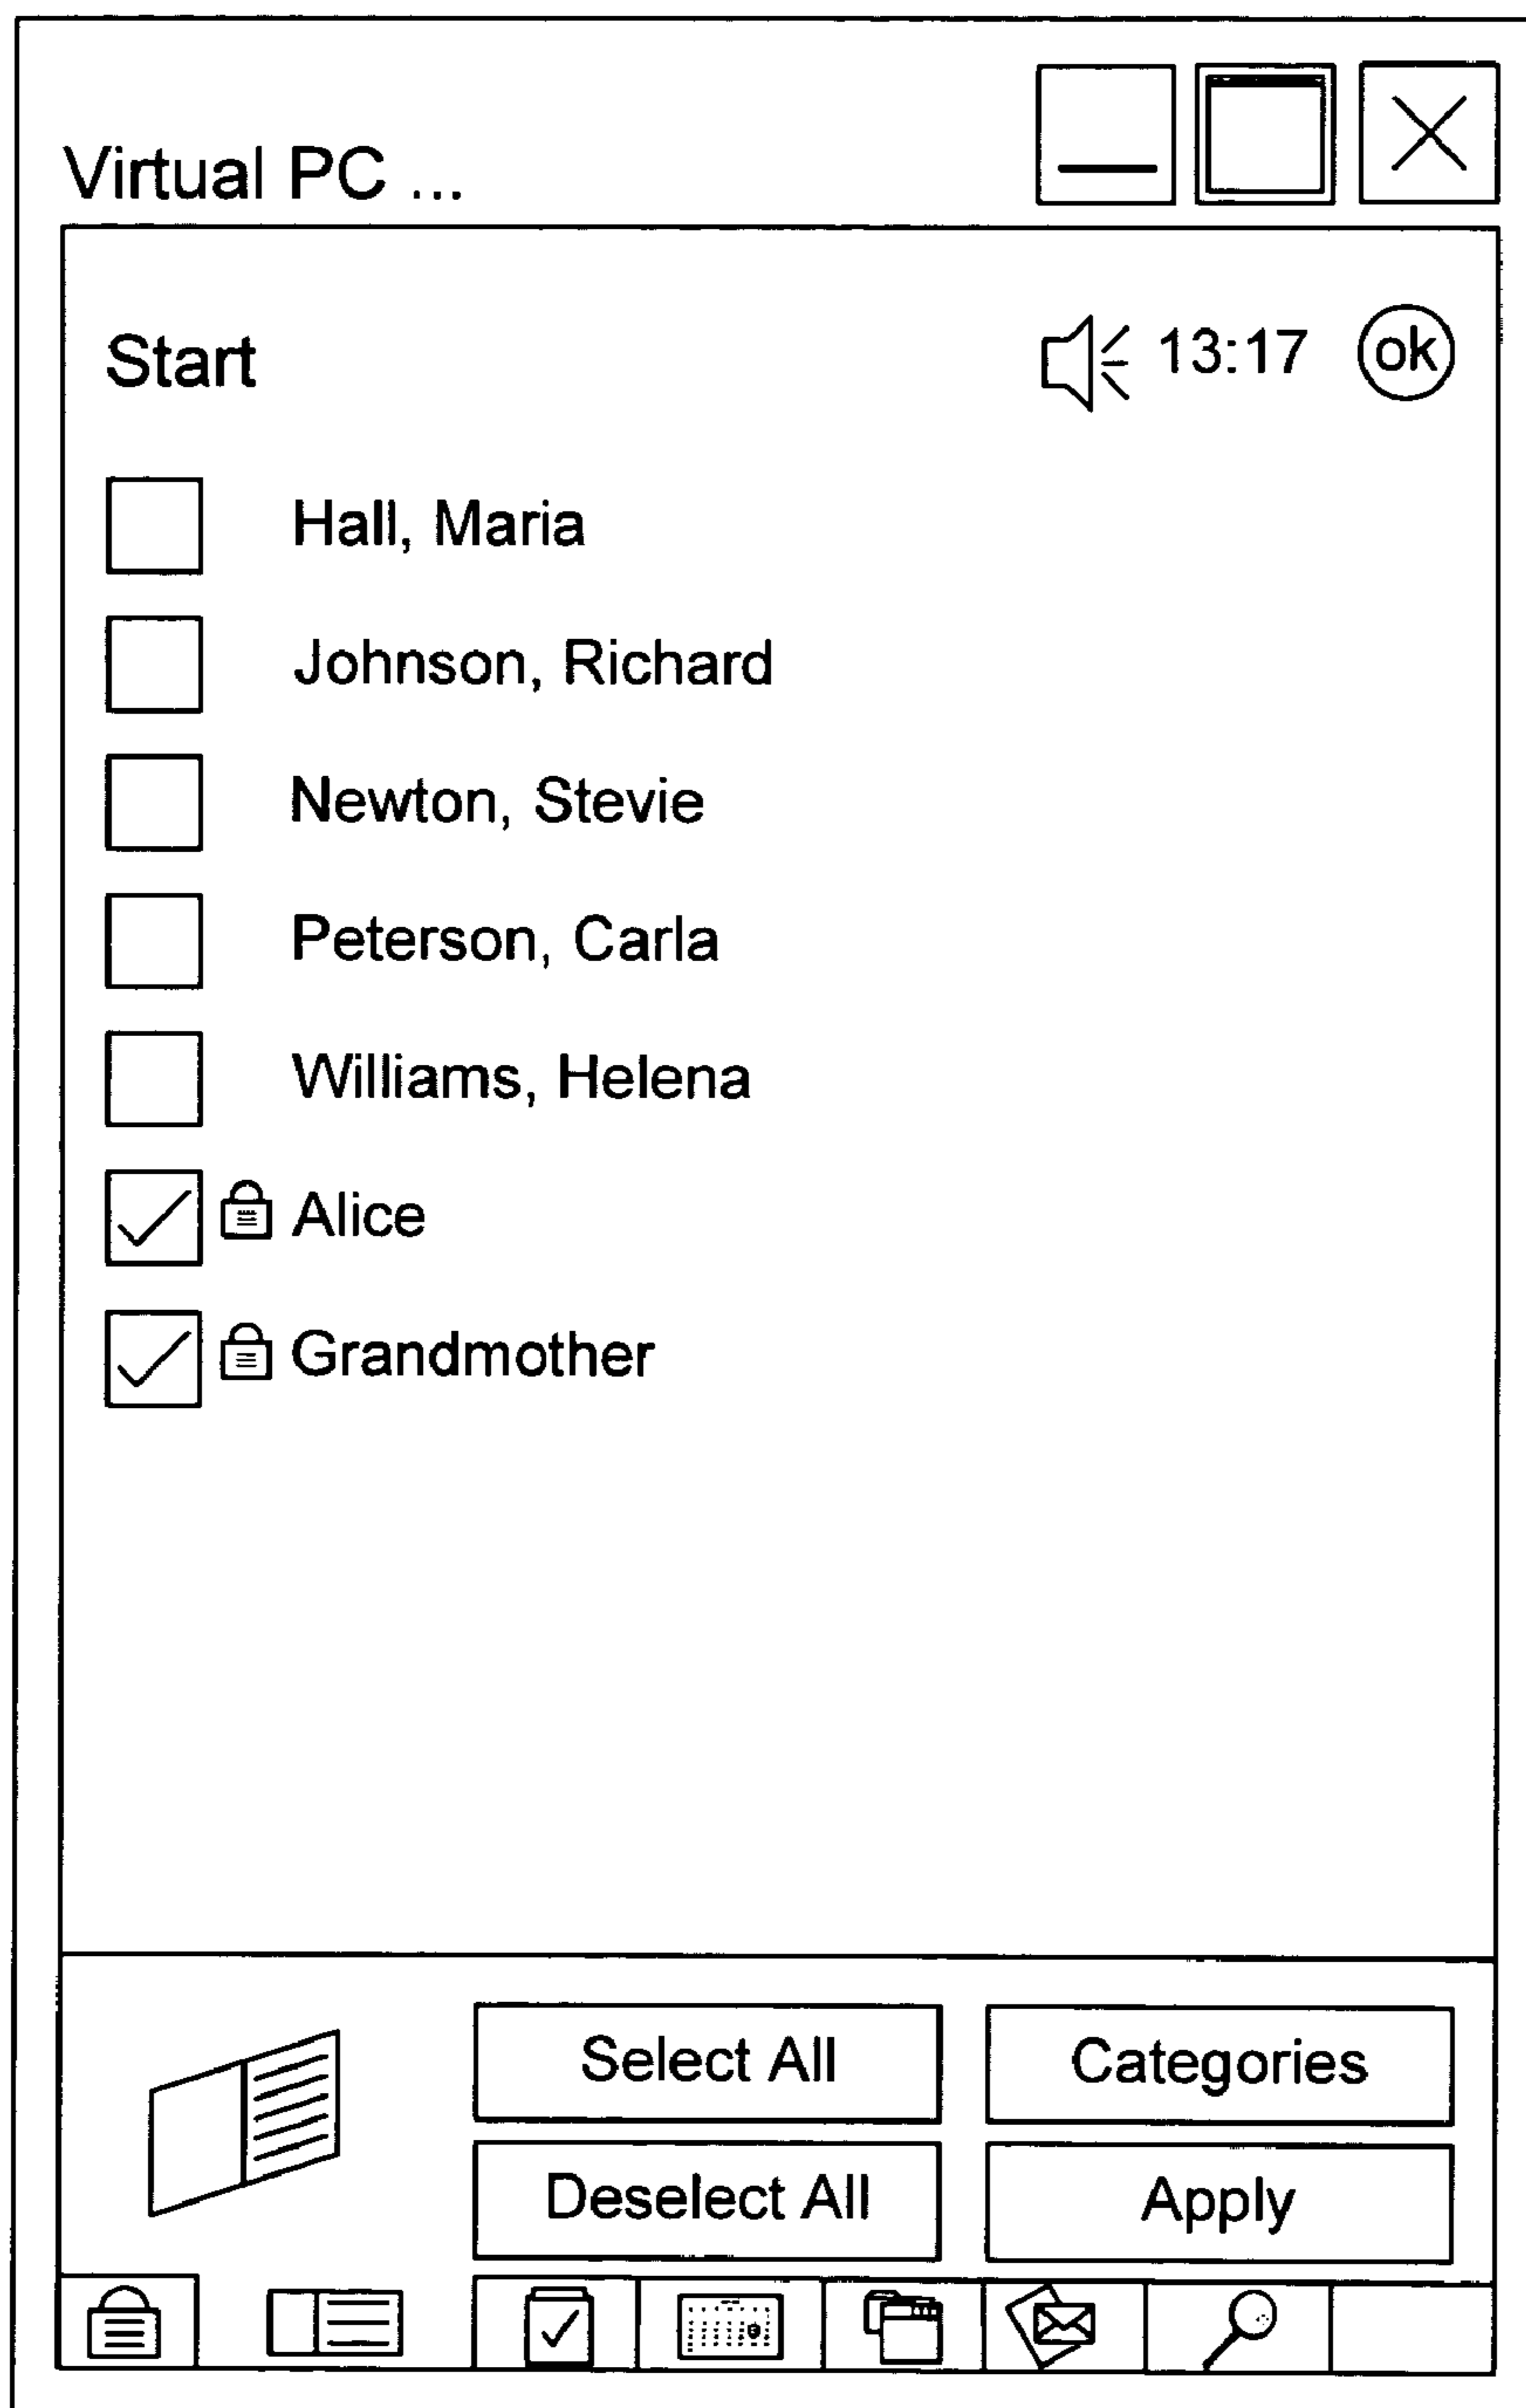 Virtual PC ...
Start 13:17 ok
Hall, Maria
Johnson, Richard
Newton, Stevie
Peterson, Carla
Williams, Helena
Alice
Grandmother
Select All Categories
Deselect All Apply